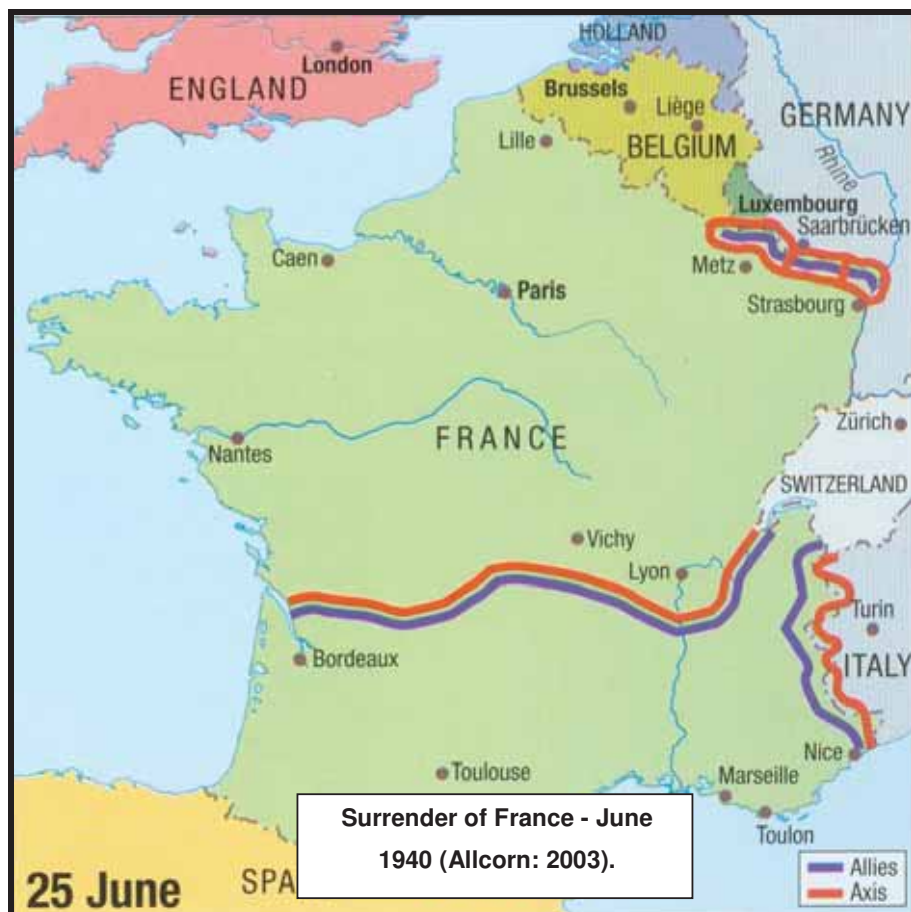 HOLLAND
London
ENGLAND
Brussels
Liège
GERMANY
Lille
BELGIUM
Rhine
Luxembourg
Saarbrücken
Caen
Metz
Paris
Strasbourg
Zürich
FRANCE
Nantes
SWITZERLAND
Vichy
Lyon
Turin
Bordeaux
ITALY
Nice
Toulouse
Marseille
Surrender of France - June
1940 (Allcorn: 2003).
Toulon
Allies
Axis
25 June
SPA